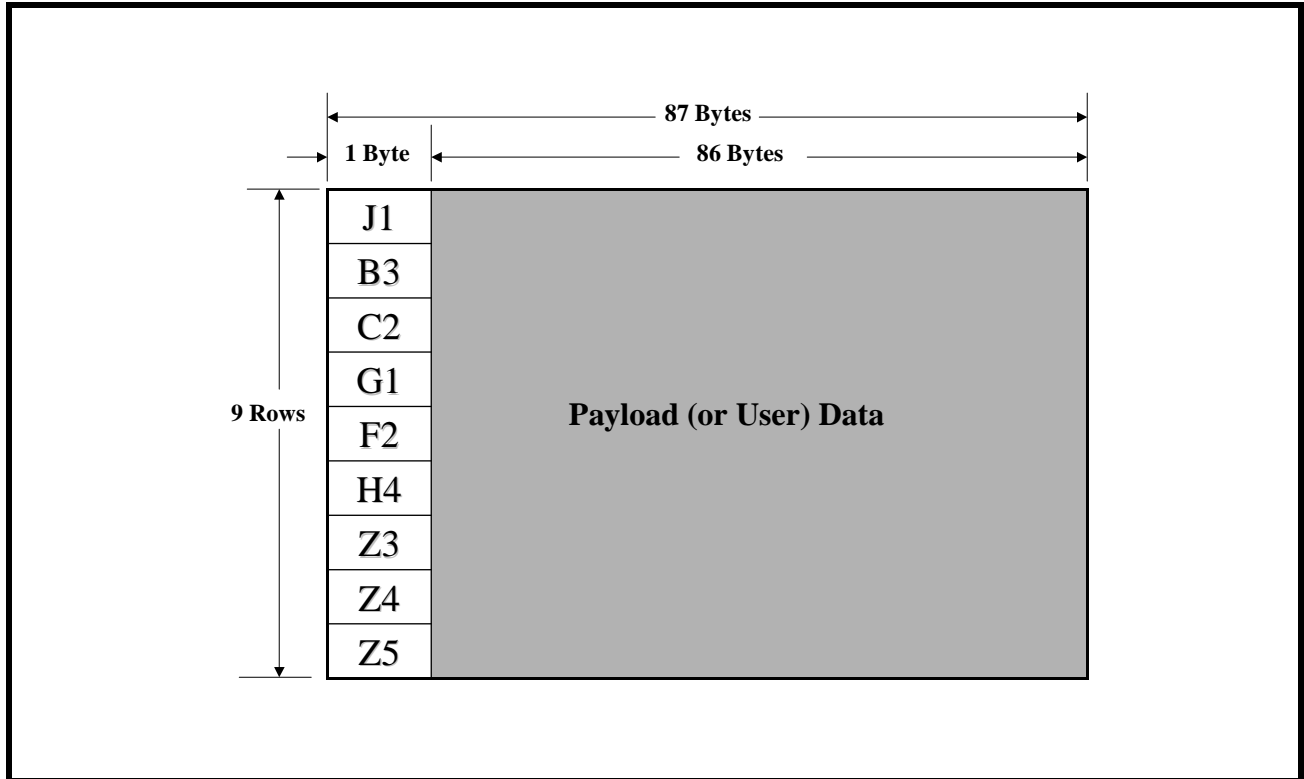 87 Bytes
1 Byte
86 Bytes
J1
B3
C2
G1
9 Rows
Payload (or User) Data
F2
H4
Z3
Z4
Z5